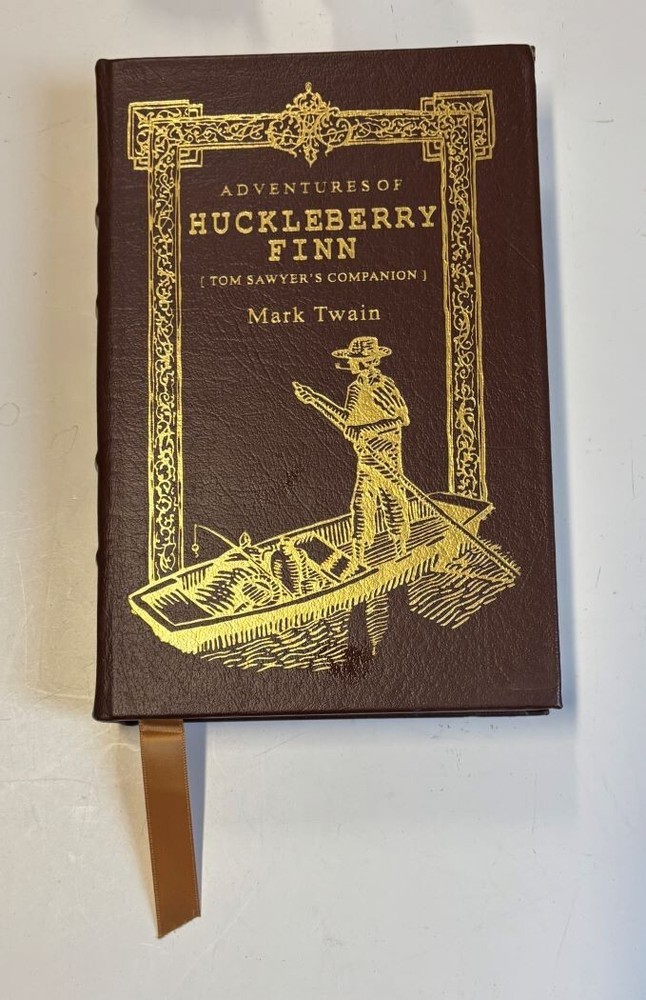 ADVENTURES OF
HUCKLEBERRY
FINN
[ TOM SAWYER'S COMPANION ]
Mark Twain